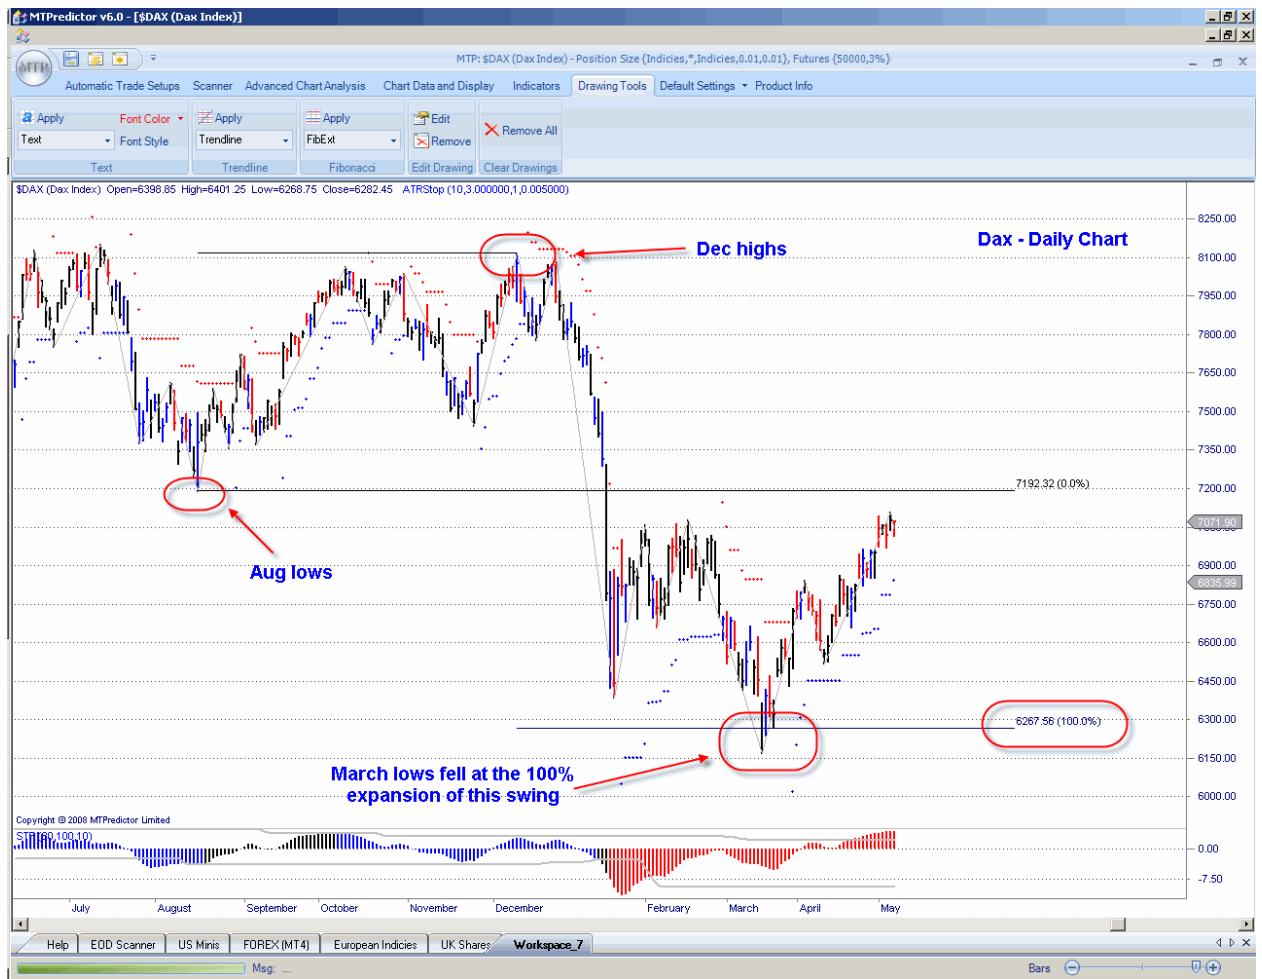 MTPredictor v6.0 - [$DAX (Dax Index)]
MTP: $DAX (Dax Index) - Position Size {Indicies,*,Indicies,0.01,0.01}, Futures {50000,3%}
MTP
Automatic Trade Setups Scanner Advanced Chart Analysis Chart Data and Display Indicators Drawing Tools Default Settings Product Info
Apply Font Color Apply Apply Edit Remove All
Text Font Style Trendline FibExt Remove
Text Trendline Fibonacci Edit Drawing Clear Drawings
$DAX (Dax Index) Open=6398.85 High=6401.25 Low=6268.75 Close=6282.45 ATRStop (10,3.000000,1,0.005000)
8250.00
Dax - Daily Chart
Dec highs
8100.00
7950.00
7800.00
7650.00
7500.00
7350.00
7192.32 (0.0%)
7200.00
7071.90
Aug lows
6900.00
6835.99
6750.00
6600.00
6450.00
6267.56 (100.0%)
6300.00
6150.00
March lows fell at the 100%
expansion of this swing
6000.00
Copyright © 2008 MTPredictor Limited
0.00
-7.50
July August September October November December February March April May
Help EOD Scanner US Minis FOREX (MT4) European Indicies UK Shares Workspace_7
Msg: ... Bars